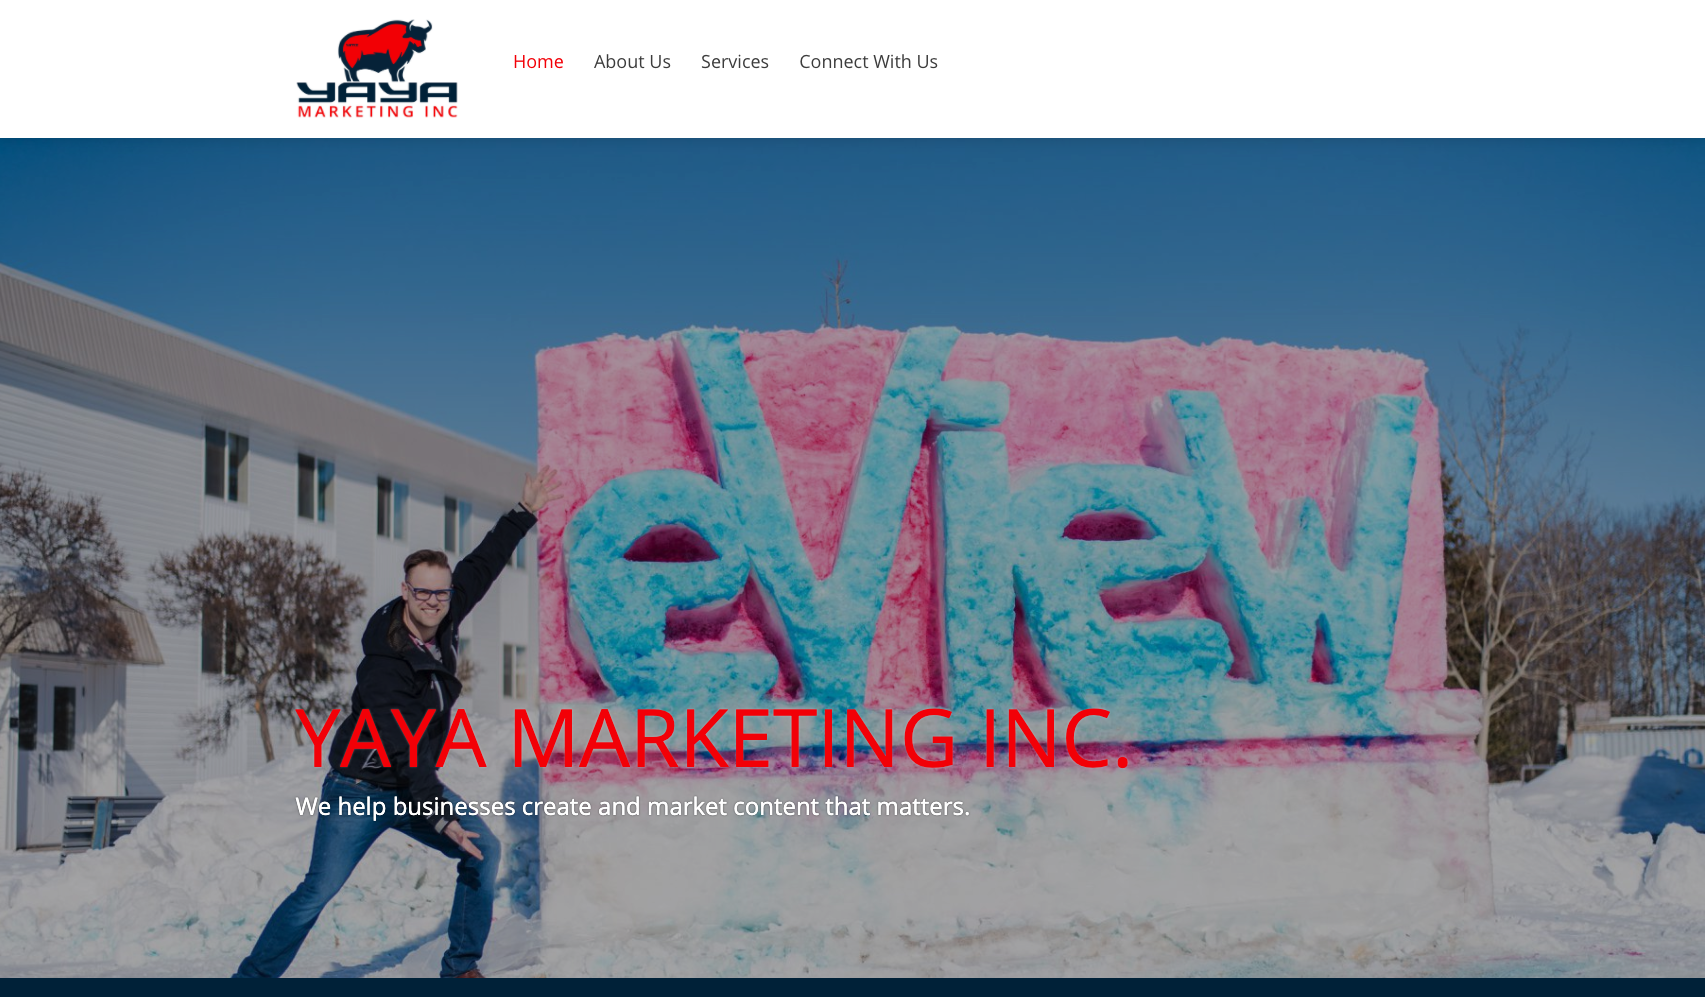 YAYA
MARKETING INC
Home
About Us
Services
Connect With Us
eView
YAYA MARKETING INC.
We help businesses create and market content that matters.